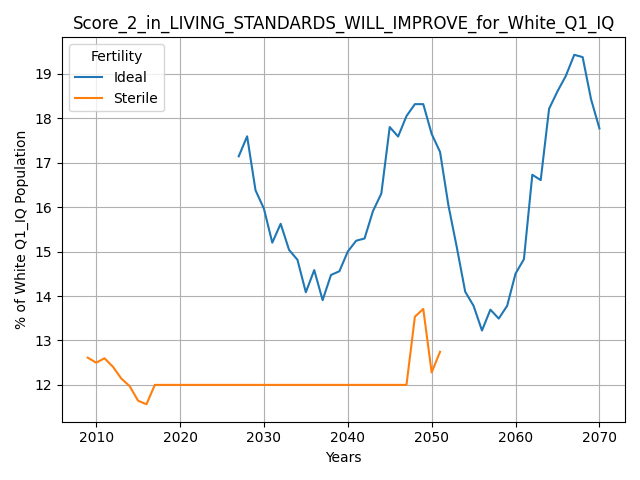 Score_2_in_LIVING_STANDARDS_WILL_IMPROVE_for_White_Q1_IQ
Fertility
Ideal
Sterile
% of White Q1_IQ Population
19
18
17
16
15
14
13
12
2010
2020
2030
2040
2050
2060
2070
Years